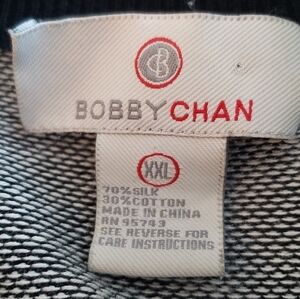 BOBBYCHAN
XXL
70% SILK
30% COTTON
MADE IN CHINA
RN 95743
SEE REVERSE FOR
CARE INSTRUCTIONS